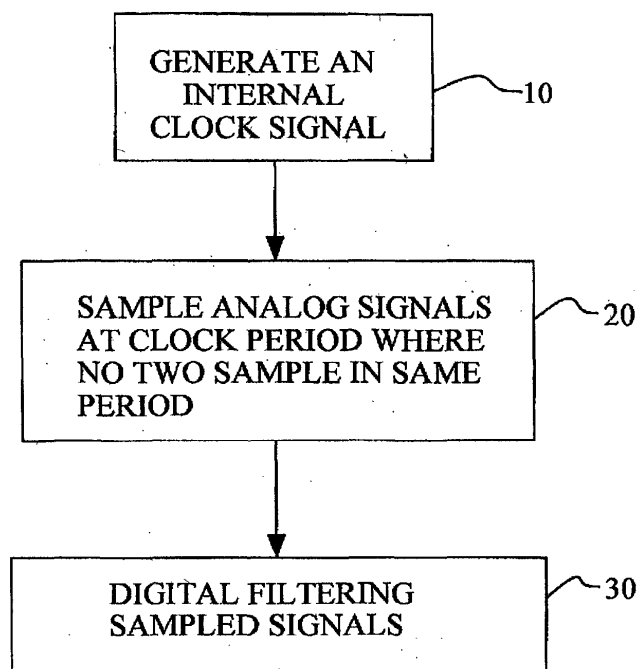 GENERATE AN
INTERNAL
CLOCK SIGNAL
10
SAMPLE ANALOG SIGNALS
AT CLOCK PERIOD WHERE
NO TWO SAMPLE IN SAME
PERIOD
20
DIGITAL FILTERING
SAMPLED SIGNALS
30